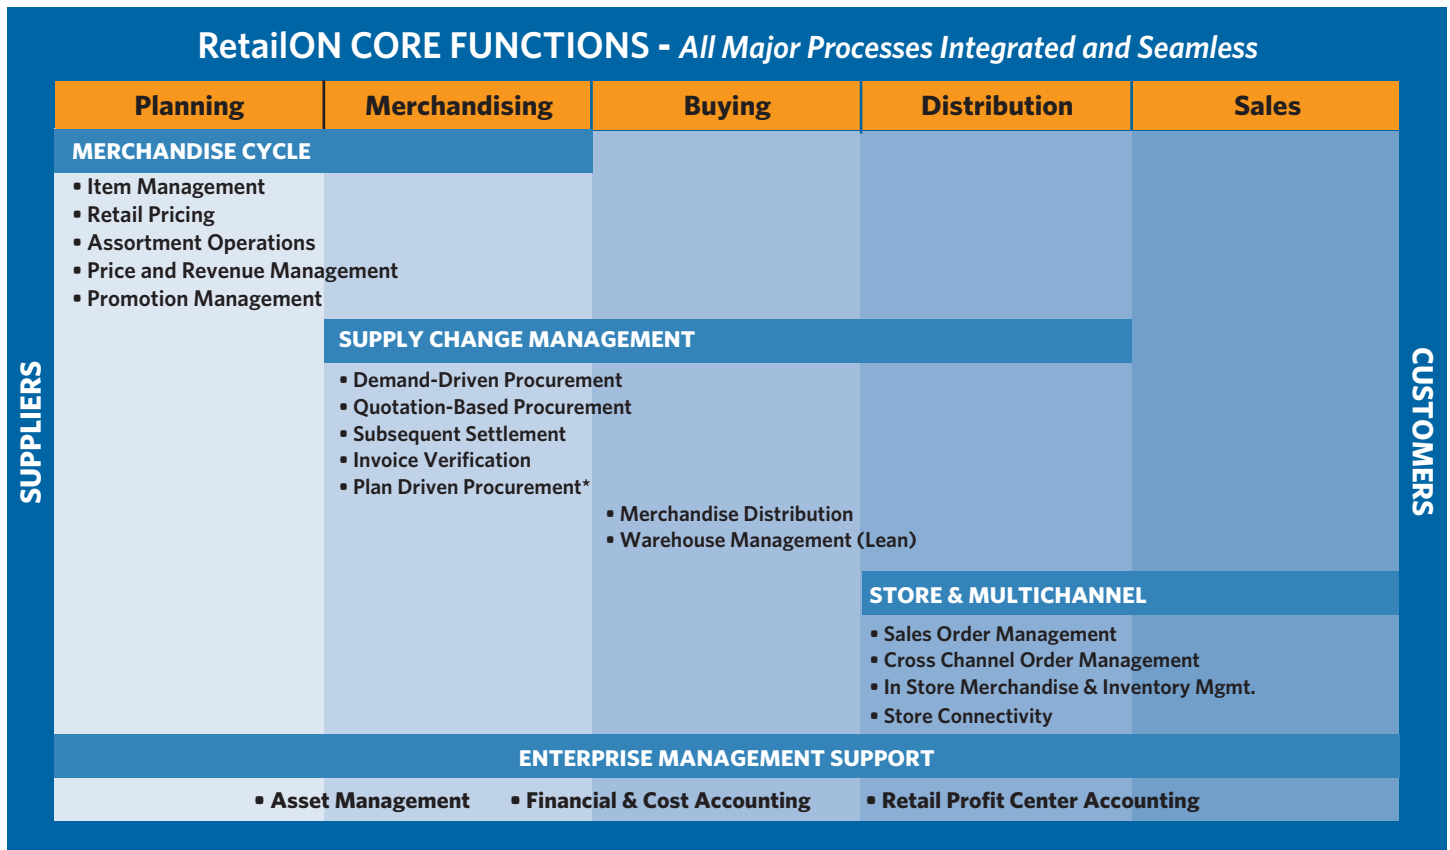 RetailON CORE FUNCTIONS - All Major Processes Integrated and Seamless
Planning
Merchandising
Buying
Distribution
Sales
SUPPLIERS
MERCHANDISE CYCLE
▪ Item Management
▪ Retail Pricing
▪ Assortment Operations
▪ Price and Revenue Management
▪ Promotion Management
SUPPLY CHANGE MANAGEMENT
▪ Demand-Driven Procurement
▪ Quotation-Based Procurement
▪ Subsequent Settlement
▪ Invoice Verification
▪ Plan Driven Procurement*
▪ Merchandise Distribution
▪ Warehouse Management (Lean)
STORE & MULTICHANNEL
▪ Sales Order Management
▪ Cross Channel Order Management
▪ In Store Merchandise & Inventory Mgmt.
▪ Store Connectivity
CUSTOMERS
ENTERPRISE MANAGEMENT SUPPORT
▪ Asset Management
▪ Financial & Cost Accounting
▪ Retail Profit Center Accounting